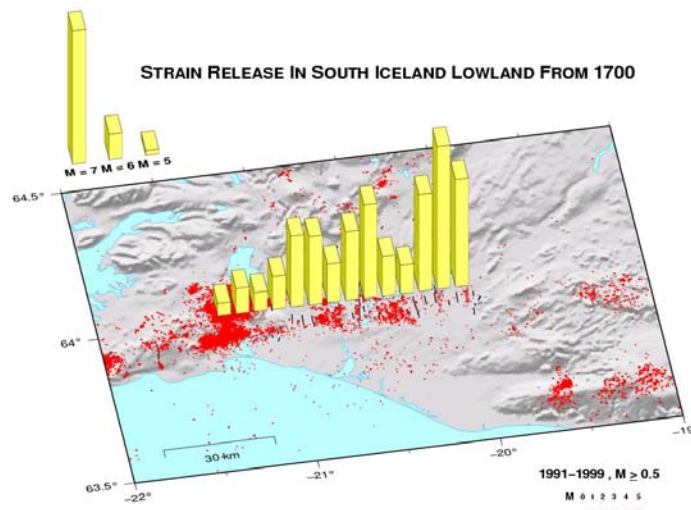 STRAIN RELEASE IN SOUTH ICELAND LOWLAND FROM 1700
M = 7 M = 6 M = 5
64.5°
64°
63.5°
30 km
−22
−21
−20
−19
1991−1999 , M ≥ 0.5
M 0 1 2 3 4 5